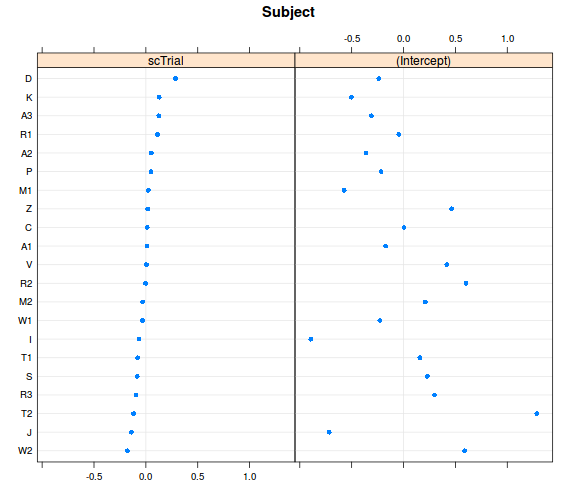 Subject
-0.5 0.0 0.5 1.0
scTrial (Intercept)
D
K
A3
R1
A2
P
M1
Z
C
A1
V
R2
M2
W1
I
T1
S
R3
T2
J
W2
-0.5 0.0 0.5 1.0